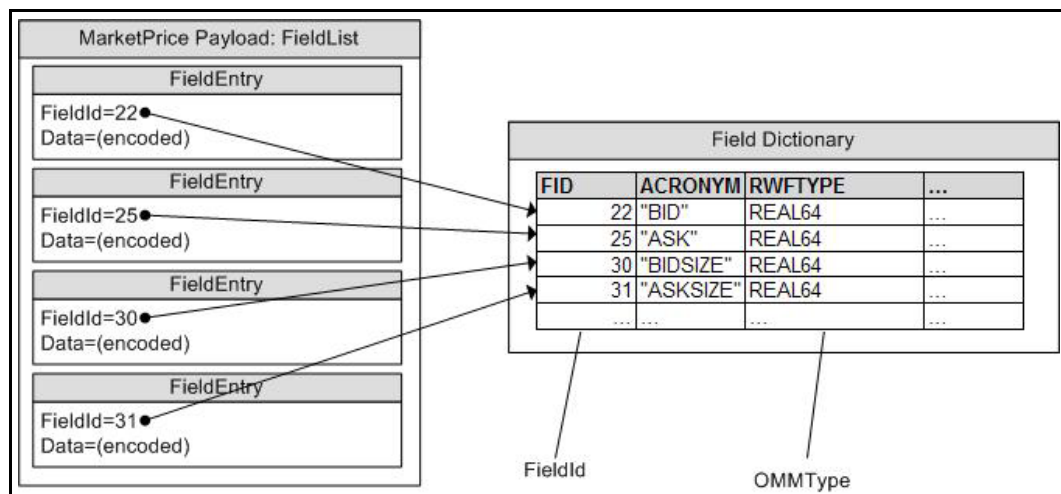 MarketPrice Payload: FieldList
FieldEntry
FieldId=22
Data=(encoded)
FieldEntry
FieldId=25
Data=(encoded)
FieldEntry
FieldId=30
Data=(encoded)
FieldEntry
FieldId=31
Data=(encoded)
Field Dictionary
FID ACRONYM RWFTYPE ...
22 "BID" REAL64 ...
25 "ASK" REAL64 ...
30 "BIDSIZE" REAL64 ...
31 "ASKSIZE" REAL64 ...
... ... ... ...
FieldId
OMMType